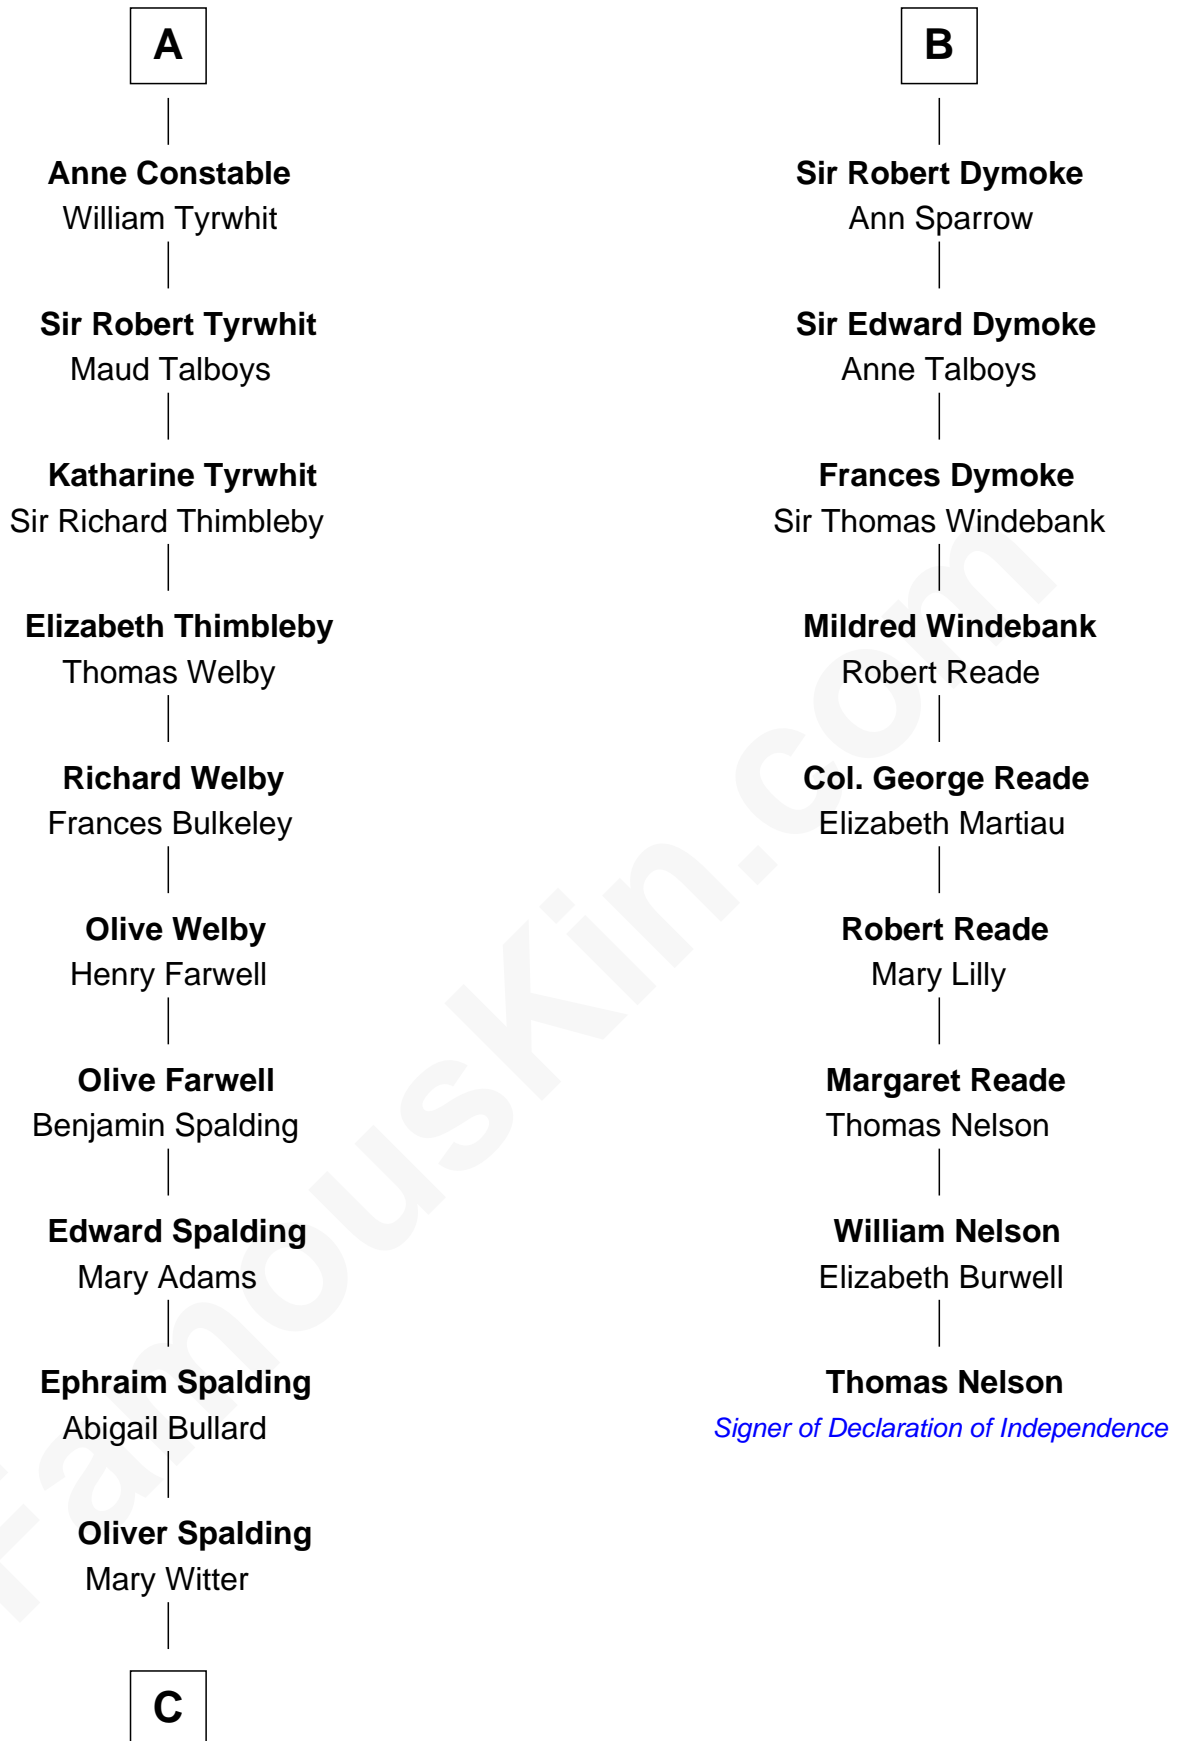 A
Anne Constable
William Tyrwhit
Sir Robert Tyrwhit
Maud Talboys
Katharine Tyrwhit
Sir Richard Thimbleby
Elizabeth Thimbleby
Thomas Welby
Richard Welby
Frances Bulkeley
Olive Welby
Henry Farwell
Olive Farwell
Benjamin Spalding
Edward Spalding
Mary Adams
Ephraim Spalding
Abigail Bullard
Oliver Spalding
Mary Witter
C
B
Sir Robert Dymoke
Ann Sparrow
Sir Edward Dymoke
Anne Talboys
Frances Dymoke
Sir Thomas Windebank
Mildred Windebank
Robert Reade
Col. George Reade
Elizabeth Martiau
Robert Reade
Mary Lilly
Margaret Reade
Thomas Nelson
William Nelson
Elizabeth Burwell
Thomas Nelson
Signer of Declaration of Independence
FamousKin.com